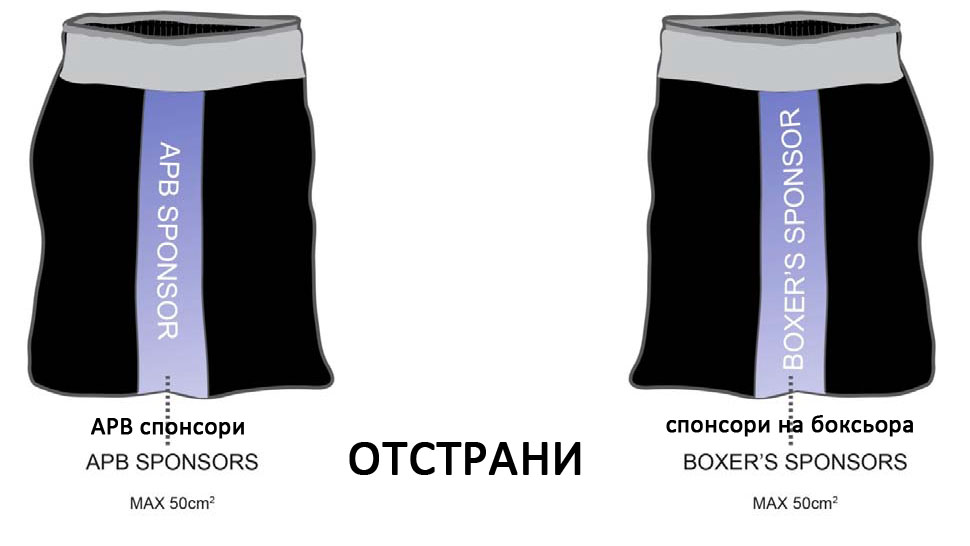 APB SPONSOR
BOXER'S SPONSOR
APB спонсори
APB SPONSORS
MAX 50cm²
ОТСТРАНИ
спонсори на боксьора
BOXER'S SPONSORS
MAX 50cm²